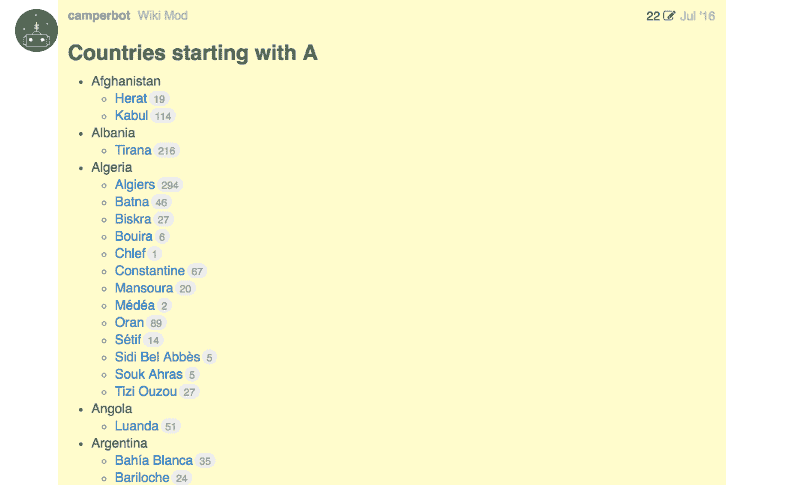 camperbot Wiki Mod 22 Jul '16
Countries starting with A
Afghanistan
Herat 19
Kabul 114
Albania
Tirana 216
Algeria
Algiers 294
Batna 46
Biskra 27
Bouira 6
Chlef 1
Constantine 67
Mansoura 20
Médéa 2
Oran 89
Sétif 14
Sidi Bel Abbès 5
Souk Ahras 5
Tizi Ouzou 27
Angola
Luanda 51
Argentina
Bahía Blanca 35
Bariloche 24